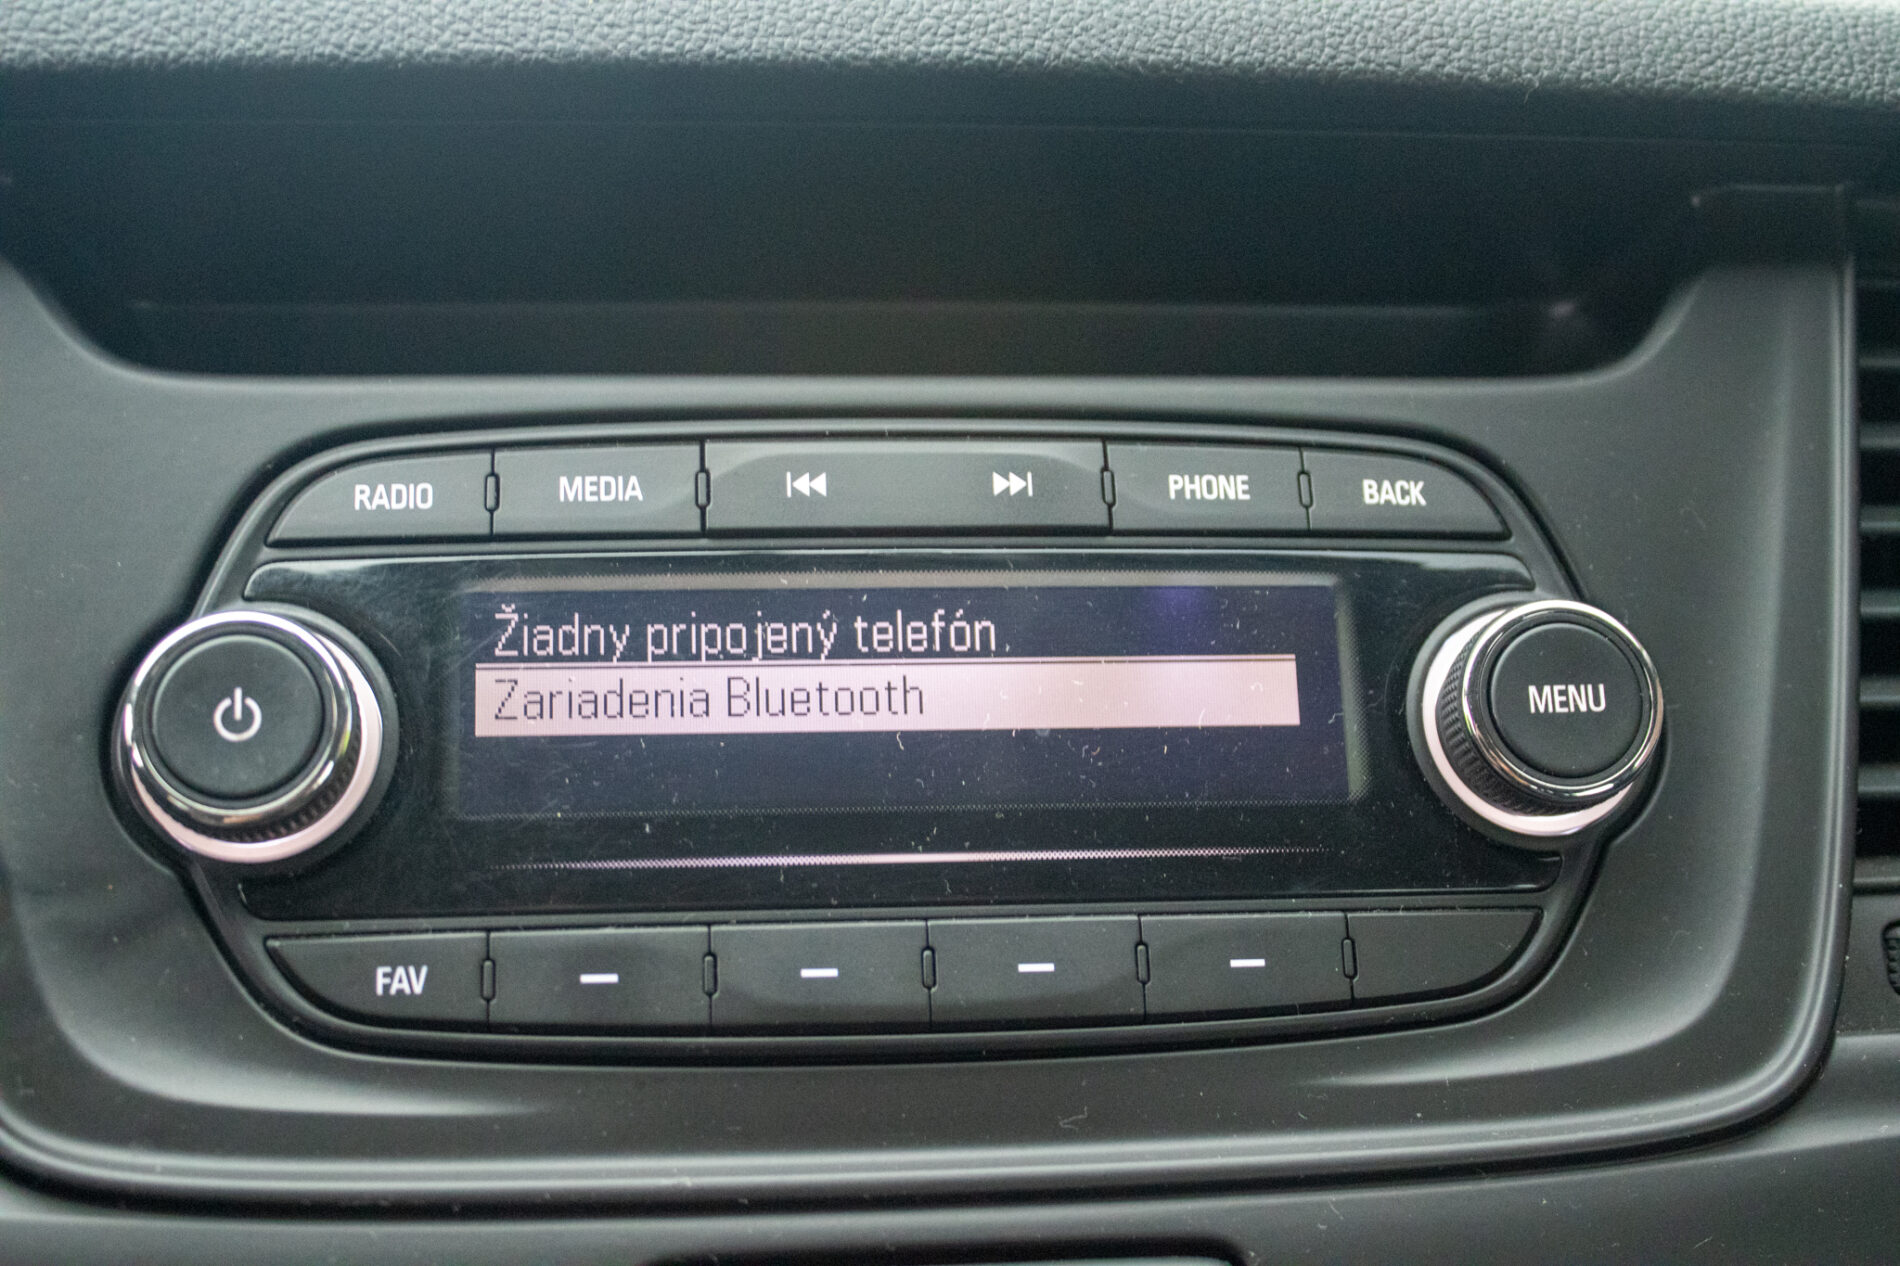 RADIO MEDIA PHONE BACK
Žiadny pripojený telefón
Zariadenia Bluetooth
MENU
FAV